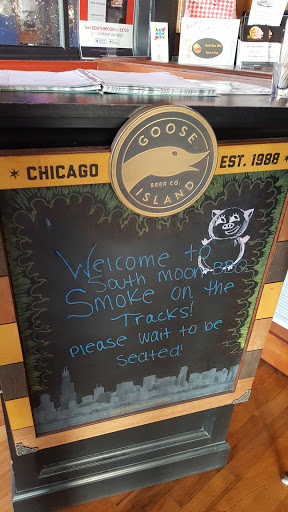 GOOSE
BEER CO.
ISLAND
CHICAGO
EST. 1988
Welcome to
South Moon BBQ
Smoke on the
Tracks!
please wait to be
Seated!